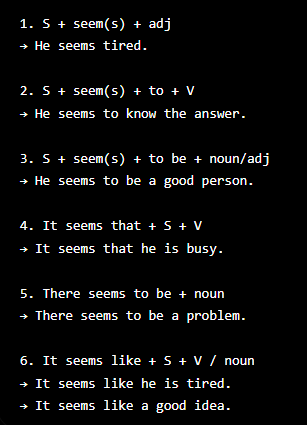 1. S + seem(s) + adj
→ He seems tired.
2. S + seem(s) + to + V
→ He seems to know the answer.
3. S + seem(s) + to be + noun/adj
→ He seems to be a good person.
4. It seems that + S + V
→ It seems that he is busy.
5. There seems to be + noun
→ There seems to be a problem.
6. It seems like + S + V / noun
→ It seems like he is tired.
→ It seems like a good idea.